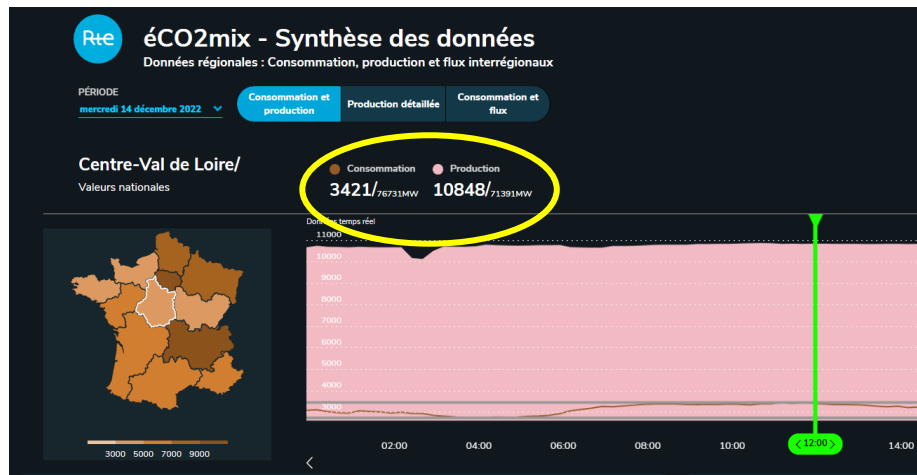 Rte
éCO2mix - Synthèse des données
Données régionales : Consommation, production et flux interrégionaux
PÉRIODE
mercredi 14 décembre 2022
Consommation et
production
Production détaillée
Consommation et
flux
Centre-Val de Loire/
Valeurs nationales
Consommation
3421/76731MW
Production
10848/71391MW
Données temps réel
11000
10000
9000
8000
7000
6000
5000
4000
3000
02:00 04:00 06:00 08:00 10:00 < 12:00 > 14:00
3000 5000 7000 9000
<